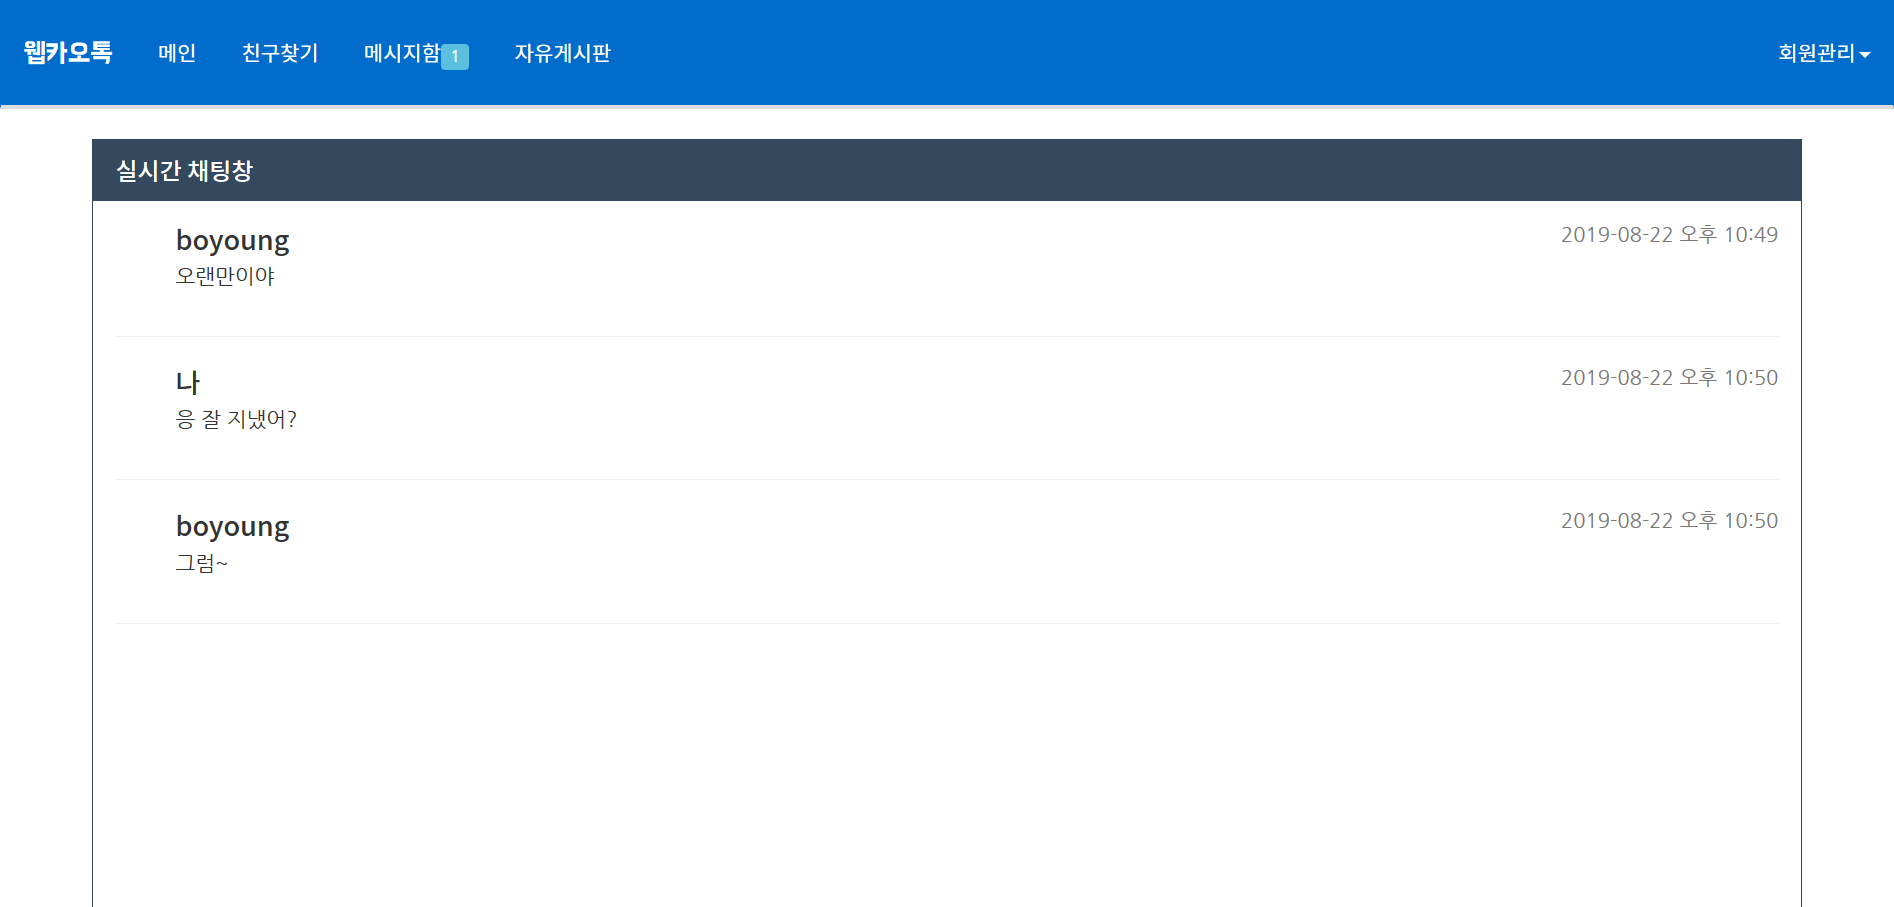 웹카오톡 메인 친구찾기 메시지함 1 자유게시판 회원관리
실시간 채팅창
boyoung 2019-08-22 오후 10:49
오랜만이야
나 2019-08-22 오후 10:50
응 잘 지냈어?
boyoung 2019-08-22 오후 10:50
그럼~